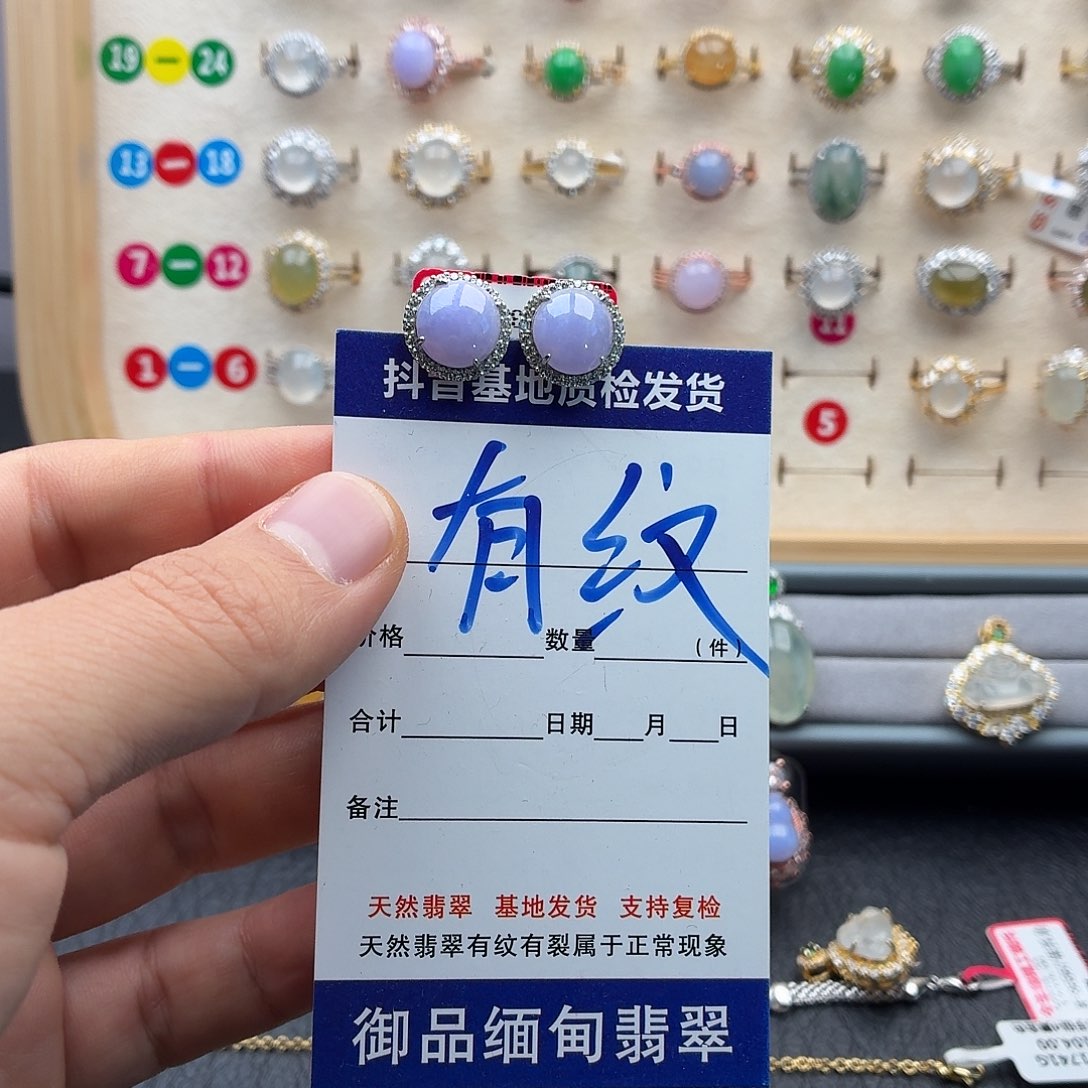 19 — 24
13 — 18
7 — 12
11
1 — 6
5
抖音基地质检发货
有纹
价格 数量 (件)
合计 日期 月 日
备注
天然翡翠 基地发货 支持复检
天然翡翠有纹有裂属于正常现象
御品缅甸翡翠